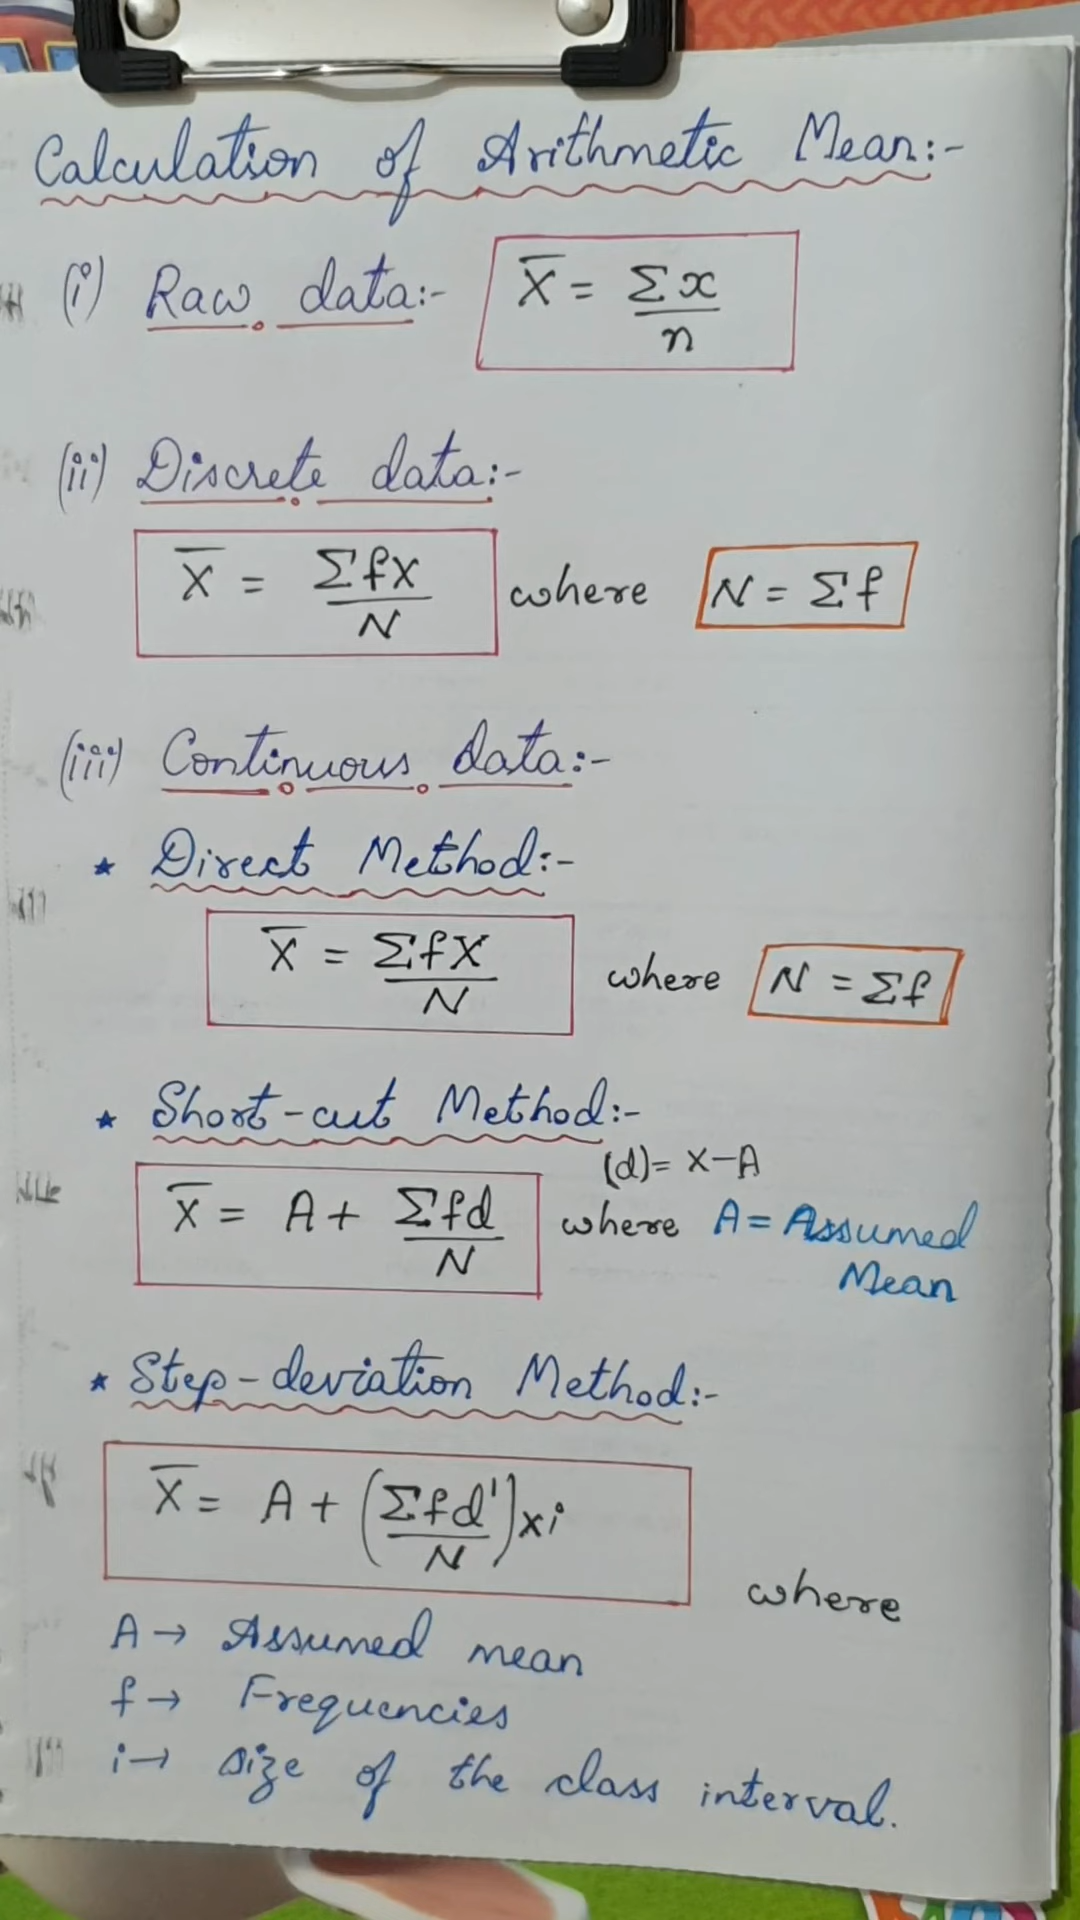 Calculation of Arithmetic Mean:-
(i) Raw data:- X̄ = Σx/n
(ii) Discrete data:-
X̄ = ΣfX/N where N = Σf
(iii) Continuous data:-
* Direct Method:-
X̄ = ΣfX/N where N = Σf
* Short-cut Method:-
(d)= X-A
X̄ = A + Σfd/N where A = Assumed
Mean
* Step-deviation Method:-
X̄ = A + (Σfd'/N)xi
where
A → Assumed mean
f → Frequencies
i → Size of the class interval.